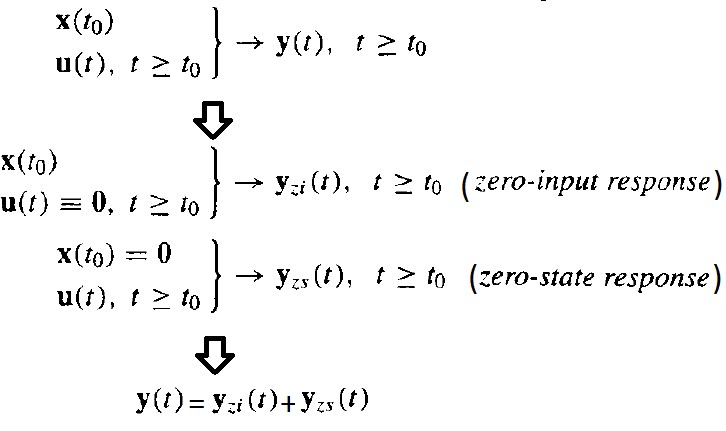 x(t₀)
u(t), t ≥ t₀ } → y(t), t ≥ t₀
x(t₀)
u(t) ≡ 0, t ≥ t₀ } → y_zi(t), t ≥ t₀ (zero-input response)
x(t₀) = 0
u(t), t ≥ t₀ } → y_zs(t), t ≥ t₀ (zero-state response)
y(t) = y_zi(t) + y_zs(t)